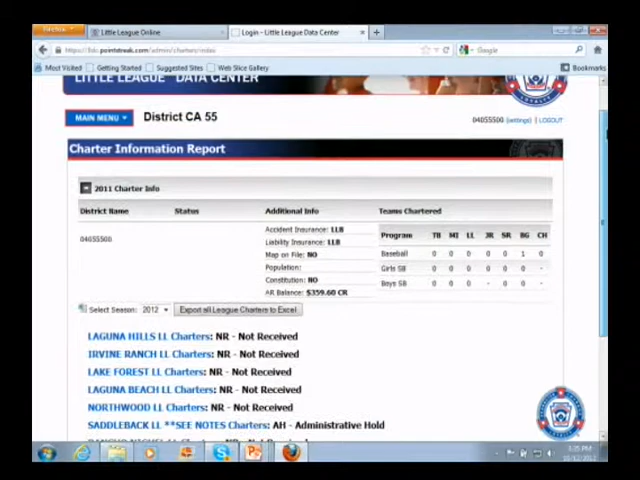 Little League Online
Login - Little League Data Center
pointstreak.com
Google
Most Visited
Getting Started
Suggested Sites
Web Slice Gallery
Bookmarks
LITTLE LEAGUE DATA CENTER
MAIN MENU
District CA 55
04055500 (settings) | LOGOUT
Charter Information Report
2011 Charter Info
District Name Status Additional Info Teams Chartered
04055500
Accident Insurance: LLB
Liability Insurance: LLB
Map on File: NO
Population:
Constitution: NO
AR Balance: $359.60 CR
Program TB MI LL JR SR BG CH
Baseball 0 0 0 0 0 1 0
Girls SB 0 0 0 0 0 0 -
Boys SB 0 0 0 0 0 0 -
Select Season: 2012
Export all League Charters to Excel
LAGUNA HILLS LL Charters: NR - Not Received
IRVINE RANCH LL Charters: NR - Not Received
LAKE FOREST LL Charters: NR - Not Received
LAGUNA BEACH LL Charters: NR - Not Received
NORTHWOOD LL Charters: NR - Not Received
SADDLEBACK LL **SEE NOTES Charters: AH - Administrative Hold